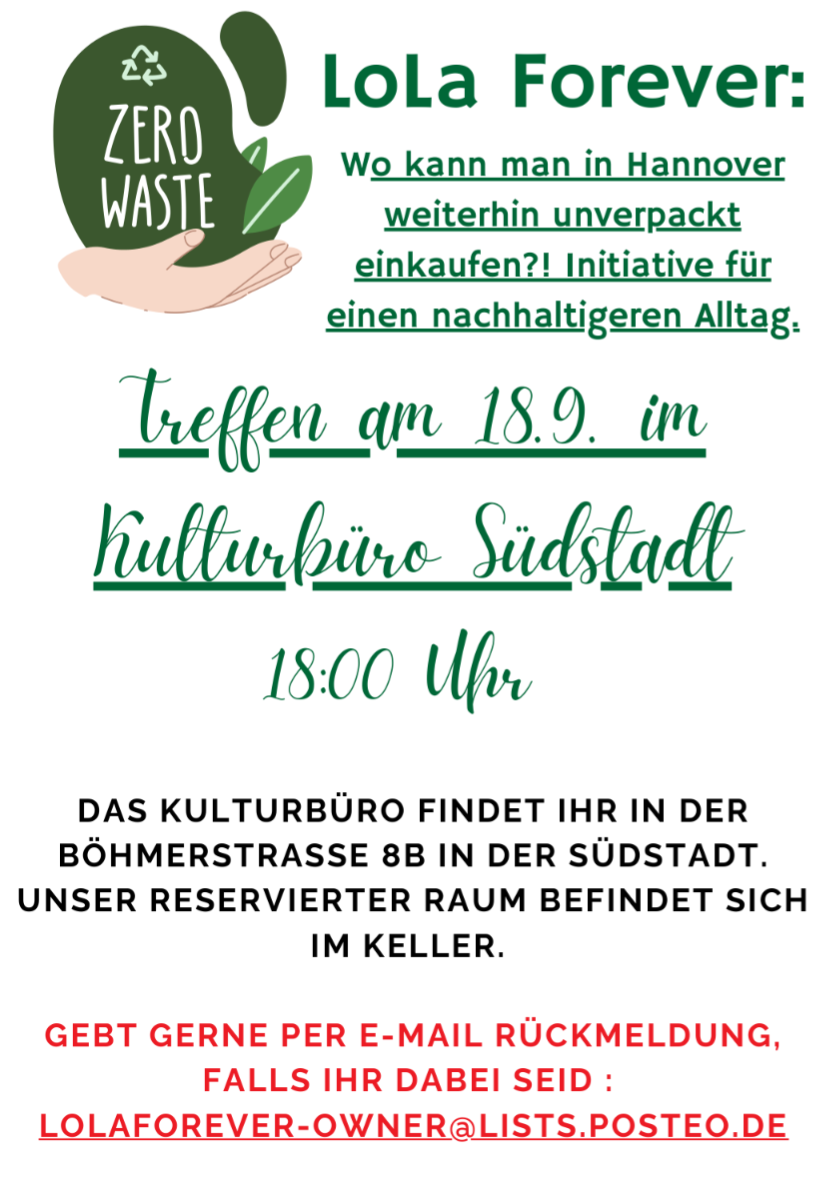 ZERO
WASTE
LoLa Forever:
Wo kann man in Hannover
weiterhin unverpackt
einkaufen?! Initiative für
einen nachhaltigeren Alltag.
Treffen am 18.9. im
Kulturbüro Südstadt
18:00 Uhr
DAS KULTURBÜRO FINDET IHR IN DER
BÖHMERSTRASSE 8B IN DER SÜDSTADT.
UNSER RESERVIERTER RAUM BEFINDET SICH
IM KELLER.
GEBT GERNE PER E-MAIL RÜCKMELDUNG,
FALLS IHR DABEI SEID :
LOLAFOREVER-OWNER@LISTS.POSTEO.DE